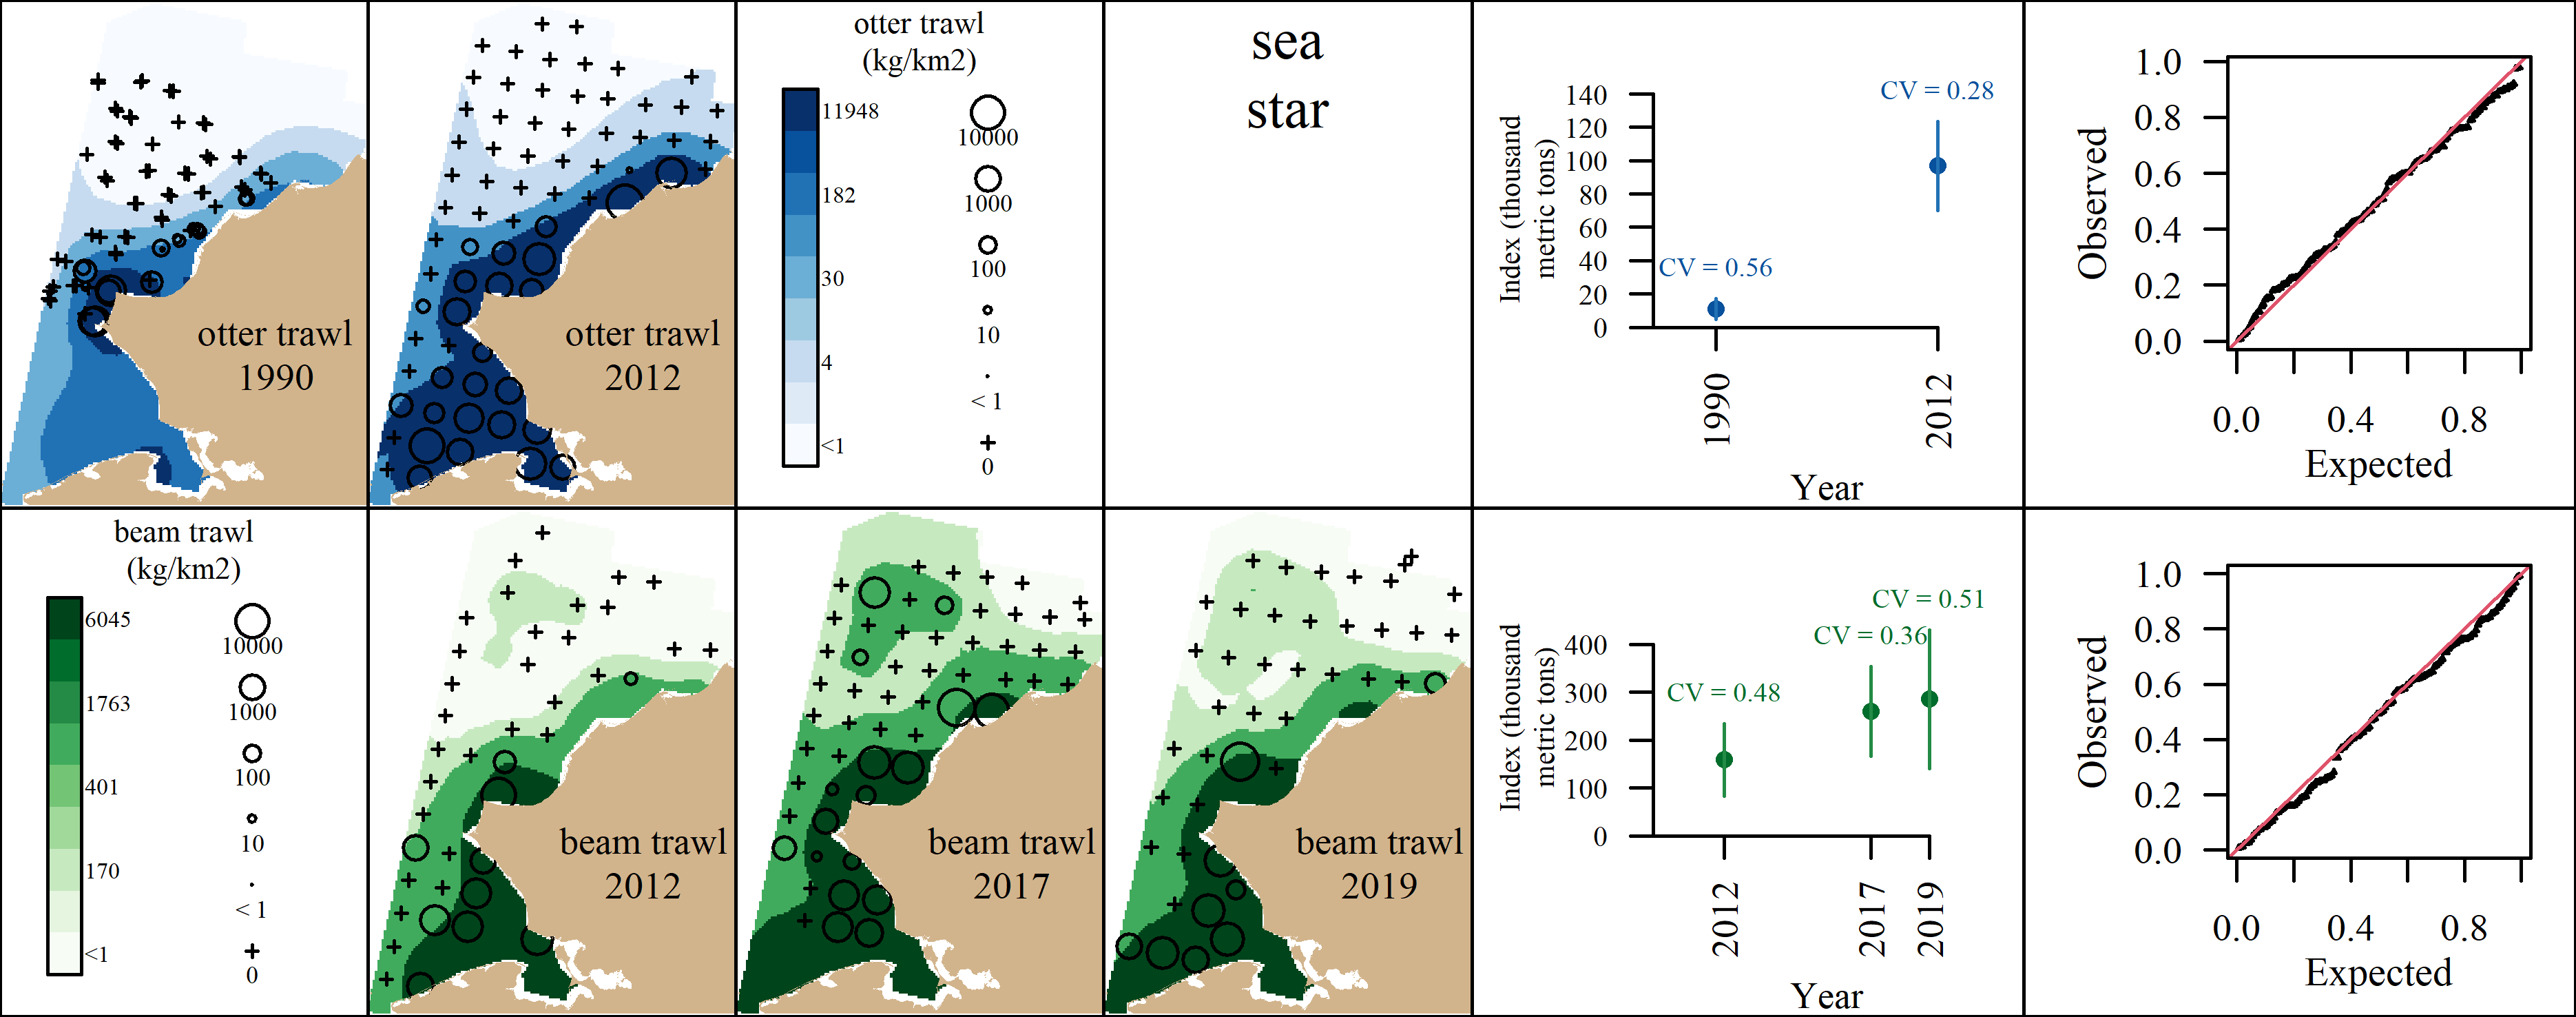 otter trawl
1990
otter trawl
2012
otter trawl
(kg/km2)
11948
182
30
4
<1
10000
1000
100
10
< 1
0
sea
star
Index (thousand
metric tons)
140
120
100
80
60
40
20
0
CV = 0.56
CV = 0.28
1990
2012
Year
Observed
1.0
0.8
0.6
0.4
0.2
0.0
0.0 0.4 0.8
Expected
beam trawl
(kg/km2)
6045
1763
401
170
<1
10000
1000
100
10
< 1
0
beam trawl
2012
beam trawl
2017
beam trawl
2019
Index (thousand
metric tons)
400
300
200
100
0
CV = 0.48
CV = 0.36
CV = 0.51
2012
2017
2019
Year
Observed
1.0
0.8
0.6
0.4
0.2
0.0
0.0 0.4 0.8
Expected